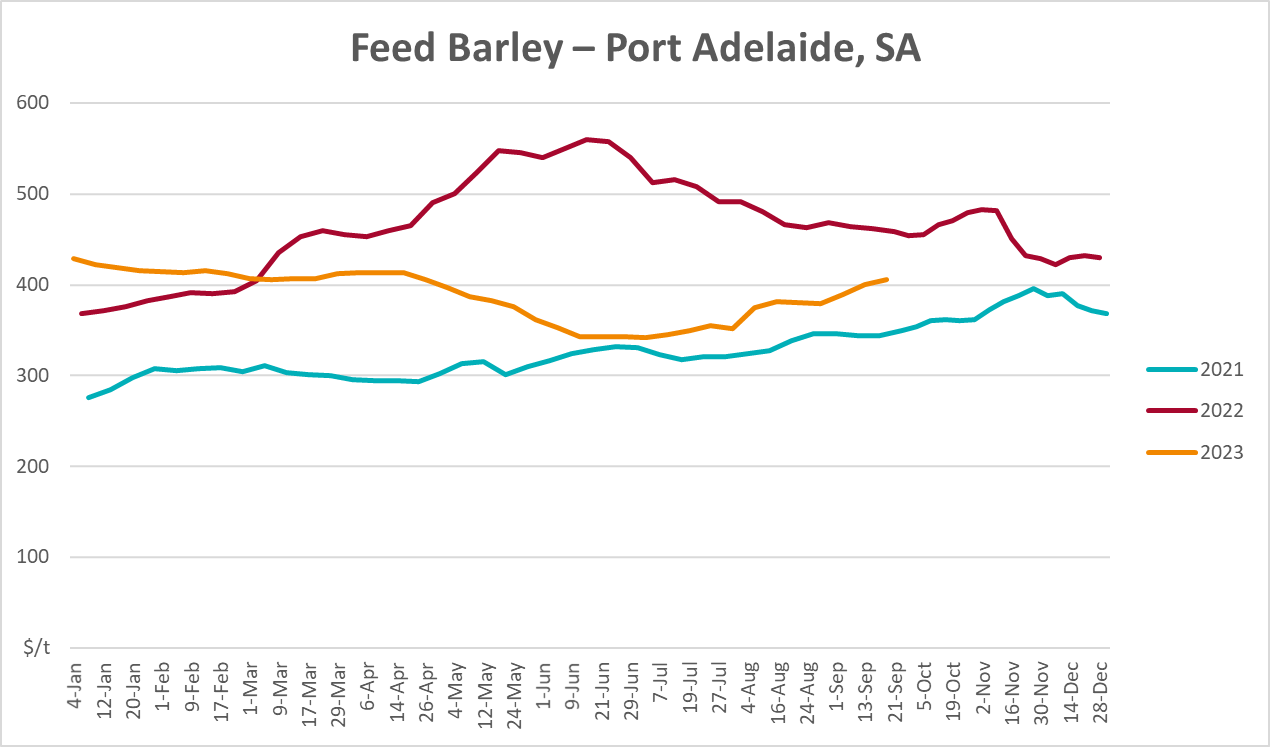 Feed Barley – Port Adelaide, SA
600
500
400
300
200
100
$/t
4-Jan
12-Jan
20-Jan
1-Feb
9-Feb
17-Feb
1-Mar
9-Mar
17-Mar
29-Mar
6-Apr
14-Apr
26-Apr
4-May
12-May
24-May
1-Jun
9-Jun
21-Jun
29-Jun
7-Jul
19-Jul
27-Jul
4-Aug
16-Aug
24-Aug
1-Sep
13-Sep
21-Sep
5-Oct
19-Oct
2-Nov
16-Nov
30-Nov
14-Dec
28-Dec
2021
2022
2023